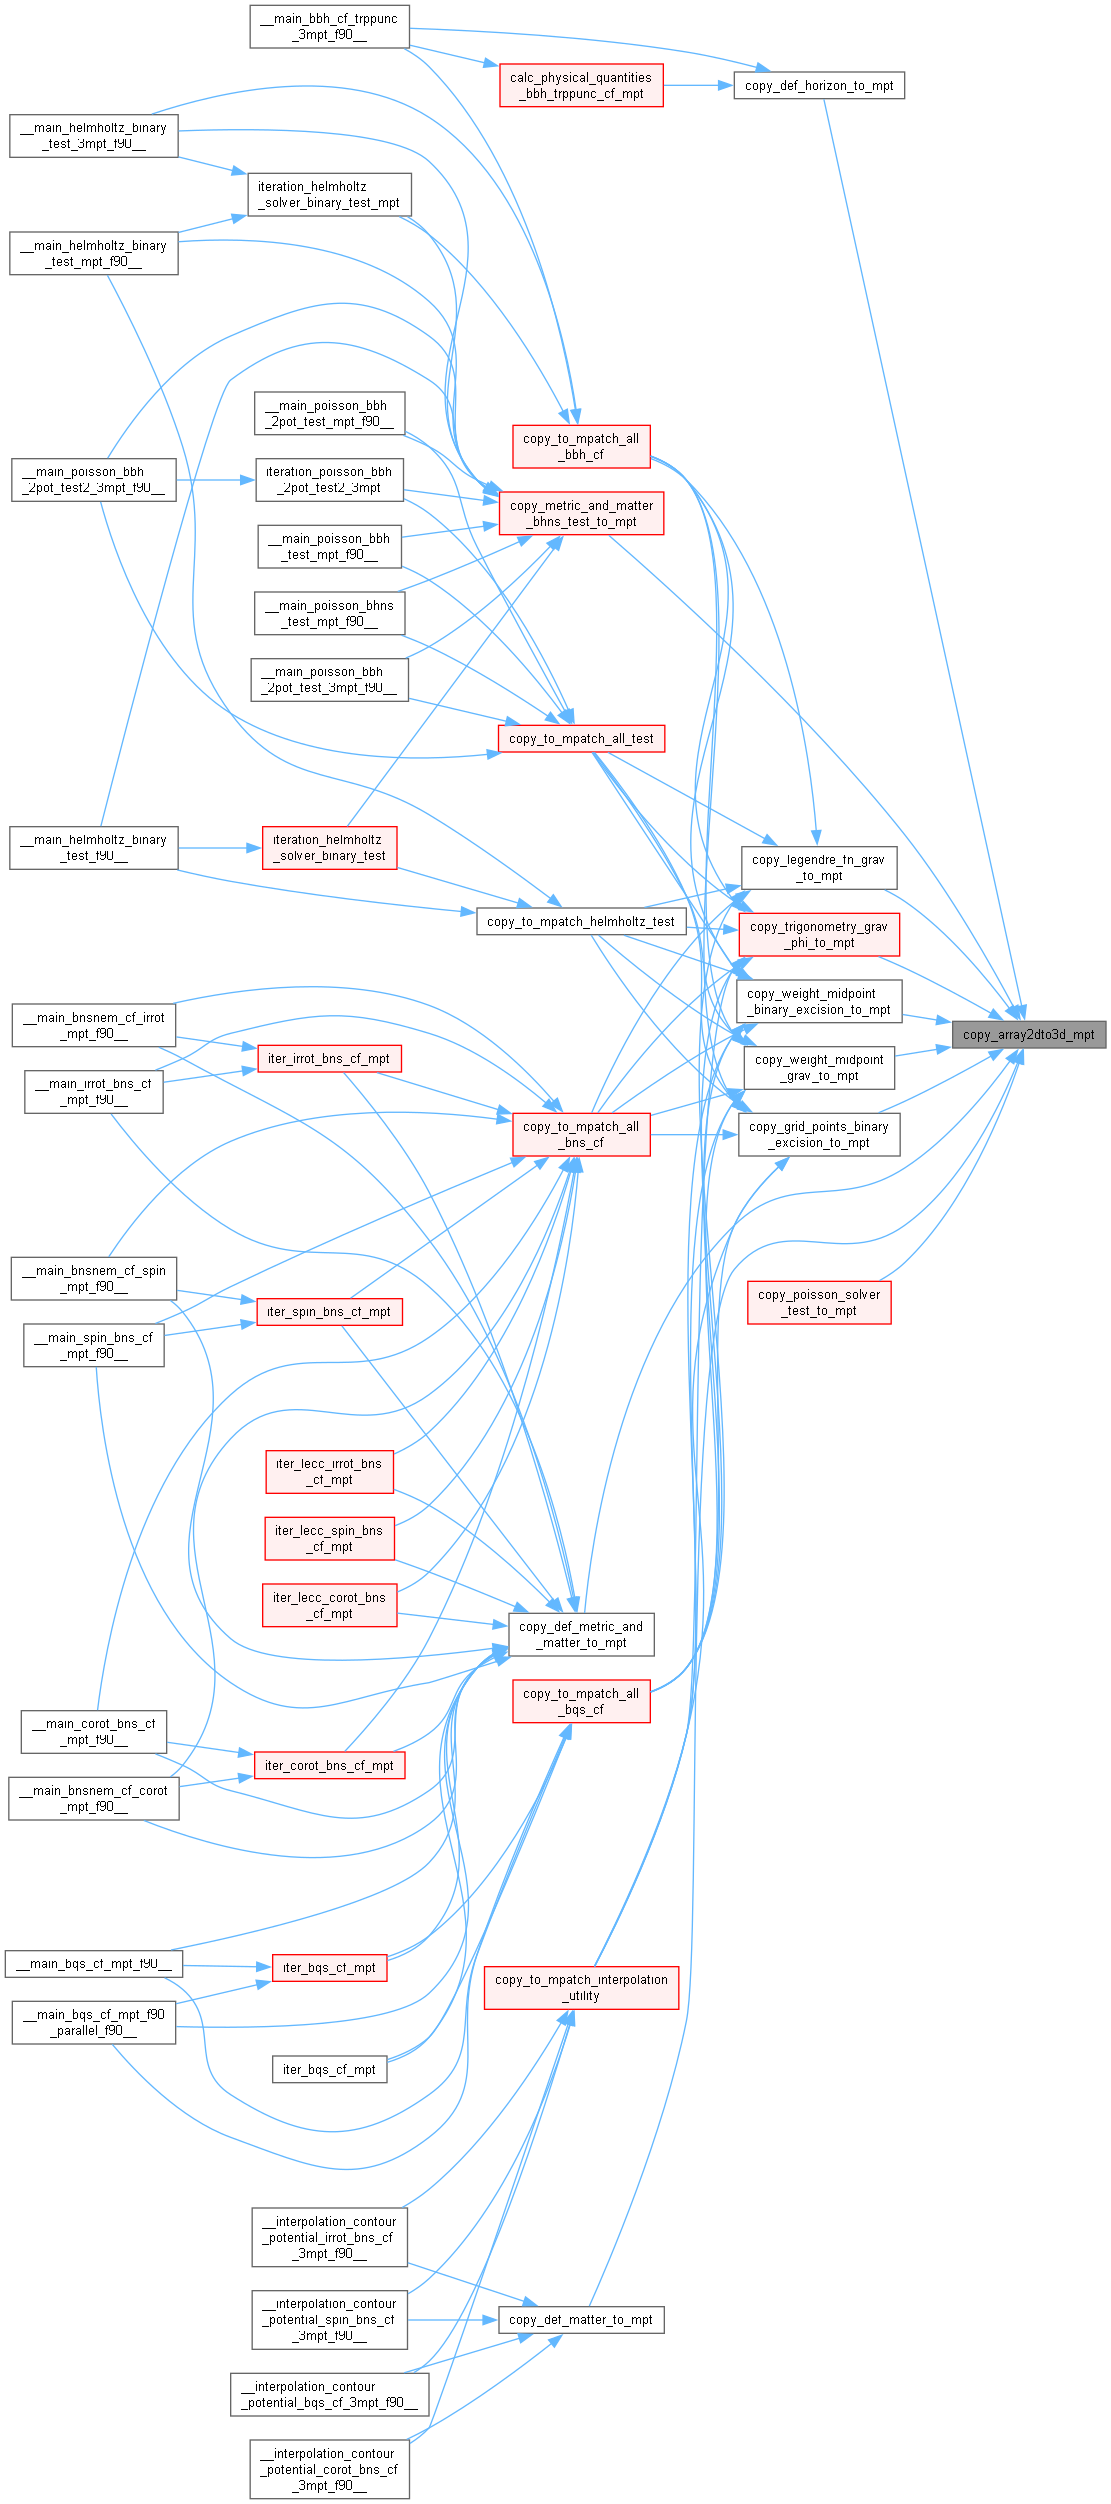 __main_bbh_cf_trppunc
_3mpt_f90__
calc_physical_quantities
_bbh_trppunc_cf_mpt
copy_def_horizon_to_mpt
__main_helmholtz_binary
_test_3mpt_f90__
iteration_helmholtz
_solver_binary_test_mpt
__main_helmholtz_binary
_test_mpt_f90__
__main_poisson_bbh
_2pot_test_mpt_f90__
copy_to_mpatch_all
_bbh_cf
__main_poisson_bbh
_2pot_test2_3mpt_f90__
iteration_poisson_bbh
_2pot_test2_3mpt
copy_metric_and_matter
_bhns_test_to_mpt
__main_poisson_bbh
_test_mpt_f90__
__main_poisson_bhns
_test_mpt_f90__
__main_poisson_bbh
_2pot_test_3mpt_f90__
copy_to_mpatch_all_test
__main_helmholtz_binary
_test_f90__
iteration_helmholtz
_solver_binary_test
copy_legendre_fn_grav
_to_mpt
copy_to_mpatch_helmholtz_test
copy_trigonometry_grav
_phi_to_mpt
copy_weight_midpoint
_binary_excision_to_mpt
copy_array2dto3d_mpt
__main_bnsnem_cf_irrot
_mpt_f90__
iter_irrot_bns_cf_mpt
copy_weight_midpoint
_grav_to_mpt
__main_irrot_bns_cf
_mpt_f90__
copy_to_mpatch_all
_bns_cf
copy_grid_points_binary
_excision_to_mpt
__main_bnsnem_cf_spin
_mpt_f90__
iter_spin_bns_cf_mpt
copy_poisson_solver
_test_to_mpt
__main_spin_bns_cf
_mpt_f90__
iter_lecc_irrot_bns
_cf_mpt
iter_lecc_spin_bns
_cf_mpt
iter_lecc_corot_bns
_cf_mpt
copy_def_metric_and
_matter_to_mpt
copy_to_mpatch_all
_bqs_cf
__main_corot_bns_cf
_mpt_f90__
iter_corot_bns_cf_mpt
__main_bnsnem_cf_corot
_mpt_f90__
__main_bqs_cf_mpt_f90__
iter_bqs_cf_mpt
copy_to_mpatch_interpolation
_utility
__main_bqs_cf_mpt_f90
_parallel_f90__
iter_bqs_cf_mpt
__interpolation_contour
_potential_irrot_bns_cf
_3mpt_f90__
__interpolation_contour
_potential_spin_bns_cf
_3mpt_f90__
copy_def_matter_to_mpt
__interpolation_contour
_potential_bqs_cf_3mpt_f90__
__interpolation_contour
_potential_corot_bns_cf
_3mpt_f90__